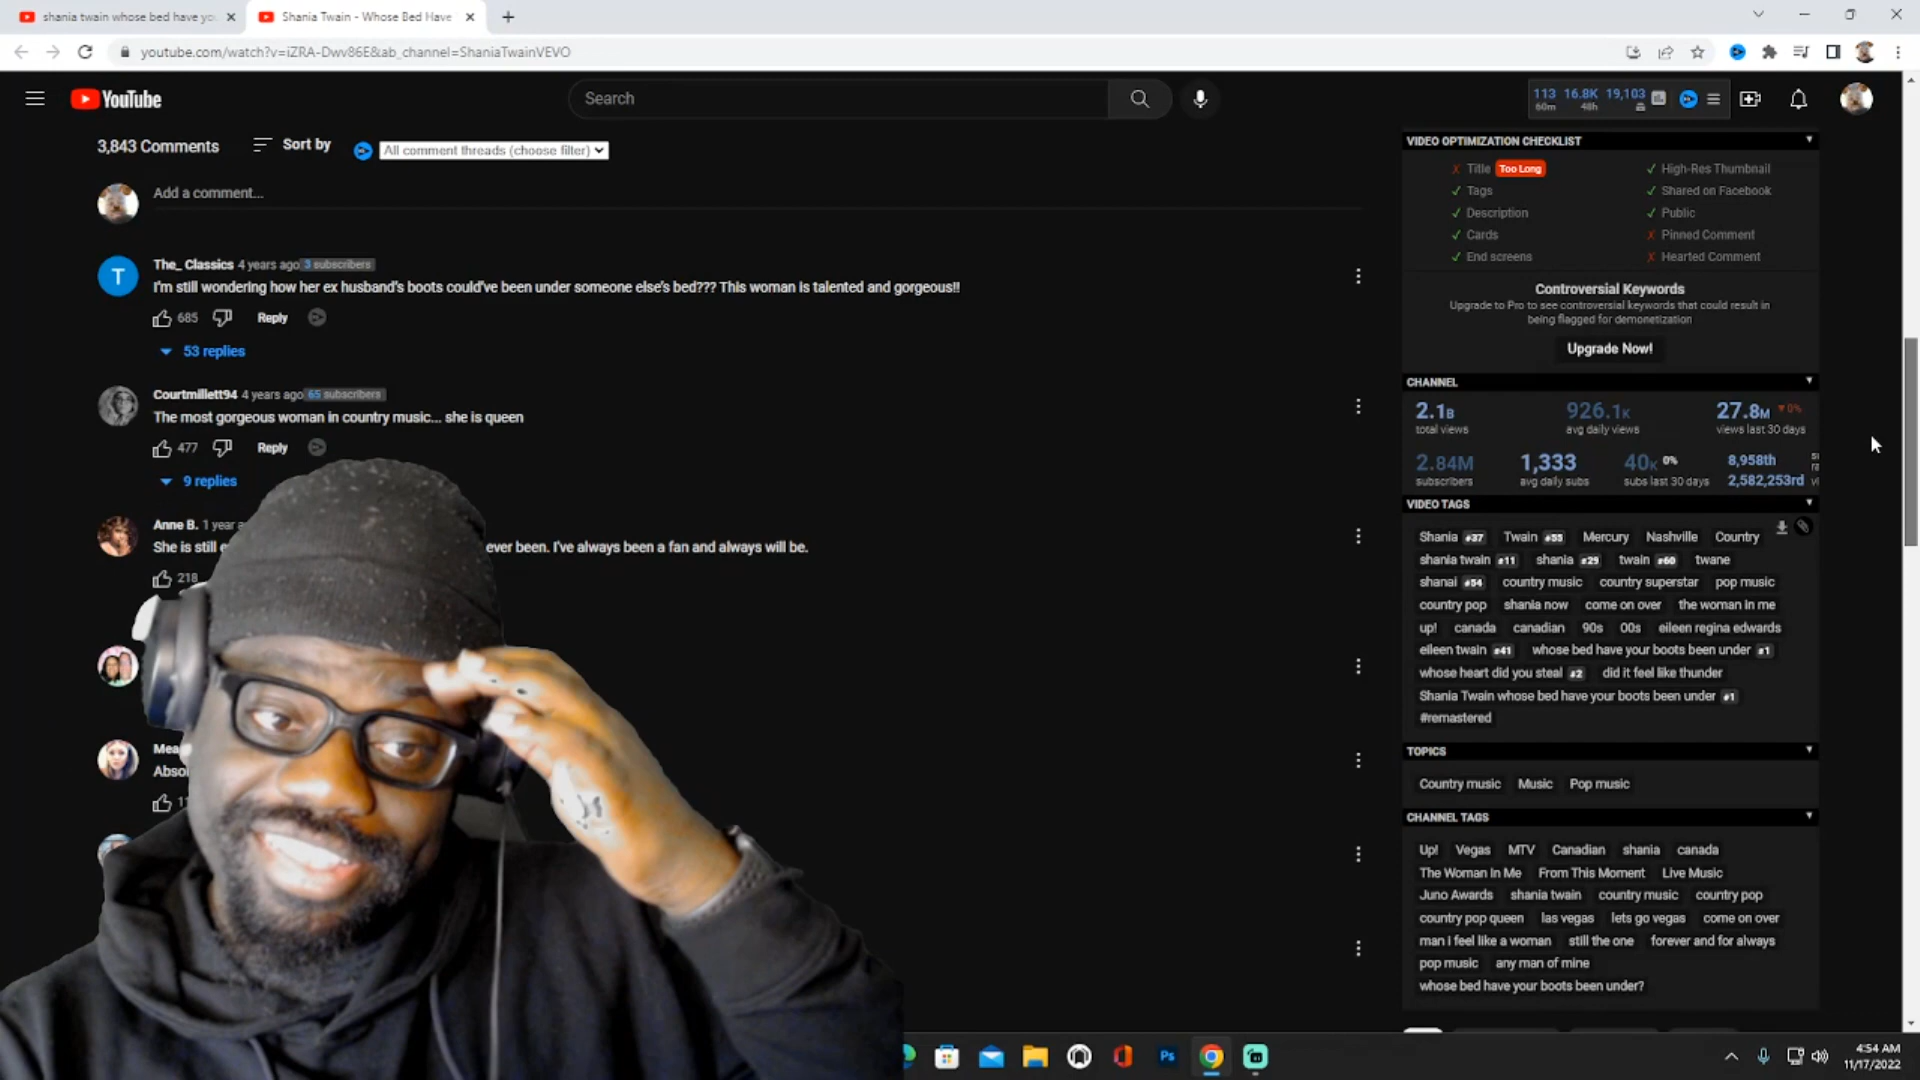 shania twain whose bed have yo
Shania Twain - Whose Bed Have
youtube.com/watch?v=iZRA-Dwv86E&ab_channel=ShaniaTwainVEVO
YouTube
Search
113 16.8K 19,103
60m 48h
3,843 Comments
Sort by
All comment threads (choose filter)
Add a comment...
The_ Classics 4 years ago 3 subscribers
I'm still wondering how her ex husband's boots could've been under someone else's bed??? This woman is talented and gorgeous!!
685
Reply
53 replies
Courtmillett94 4 years ago 65 subscribers
The most gorgeous woman in country music... she is queen
477
Reply
9 replies
Anne B. 1 year
She is still
ever been. I've always been a fan and always will be.
218
Mea
Abso
VIDEO OPTIMIZATION CHECKLIST
Title Too Long
High-Res Thumbnail
Tags
Shared on Facebook
Description
Public
Cards
Pinned Comment
End screens
Hearted Comment
Controversial Keywords
Upgrade to Pro to see controversial keywords that could result in
being flagged for demonetization
Upgrade Now!
CHANNEL
2.1B 926.1K 27.8M 0%
total views avg daily views views last 30 days
2.84M 1,333 40K 0% 8,958th
subscribers avg daily subs subs last 30 days 2,582,253rd
VIDEO TAGS
Shania #37 Twain #55 Mercury Nashville Country
shania twain #11 shania #29 twain #60 twane
shanai #54 country music country superstar pop music
country pop shania now come on over the woman in me
up! canada canadian 90s 00s eileen regina edwards
eileen twain #41 whose bed have your boots been under #1
whose heart did you steal #2 did it feel like thunder
Shania Twain whose bed have your boots been under #1
#remastered
TOPICS
Country music Music Pop music
CHANNEL TAGS
Up! Vegas MTV Canadian shania canada
The Woman In Me From This Moment Live Music
Juno Awards shania twain country music country pop
country pop queen las vegas lets go vegas come on over
man i feel like a woman still the one forever and for always
pop music any man of mine
whose bed have your boots been under?
Ps
4:54 AM
11/17/2022